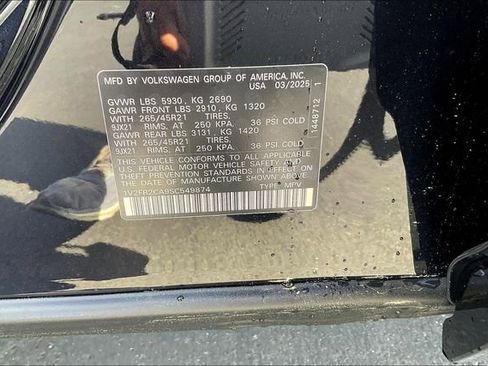 MFD BY VOLKSWAGEN GROUP OF AMERICA, INC.
USA 03/2025
GVWR LBS 5930, KG 2690
GAWR FRONT LBS 2910, KG 1320
WITH 265/45R21 TIRES,
9JX21 RIMS, AT 250 KPA, 36 PSI COLD
GAWR REAR LBS 3131, KG 1420
WITH 265/45R21 TIRES,
9JX21 RIMS, AT 250 KPA, 36 PSI COLD
THIS VEHICLE CONFORMS TO ALL APPLICABLE
U.S. FEDERAL MOTOR VEHICLE SAFETY AND
THEFT PREVENTION STANDARDS IN EFFECT ON
DATE OF MANUFACTURE SHOWN ABOVE
1V2FR2CA9SC549874 TYPE: MPV
1448712 1